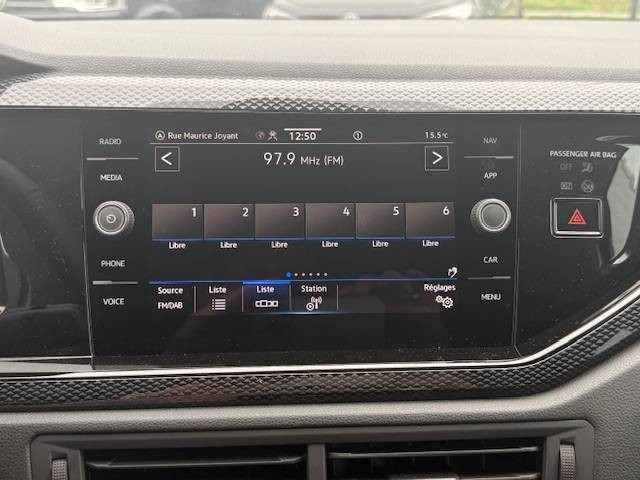 RADIO
MEDIA
PHONE
VOICE
Rue Maurice Joyant
12:50
15.5°C
< 97.9 MHz (FM) >
1 2 3 4 5 6
Libre Libre Libre Libre Libre Libre
Source Liste Liste Station Réglages
FM/DAB
NAV
APP
CAR
MENU
PASSENGER AIR BAG
OFF
ON